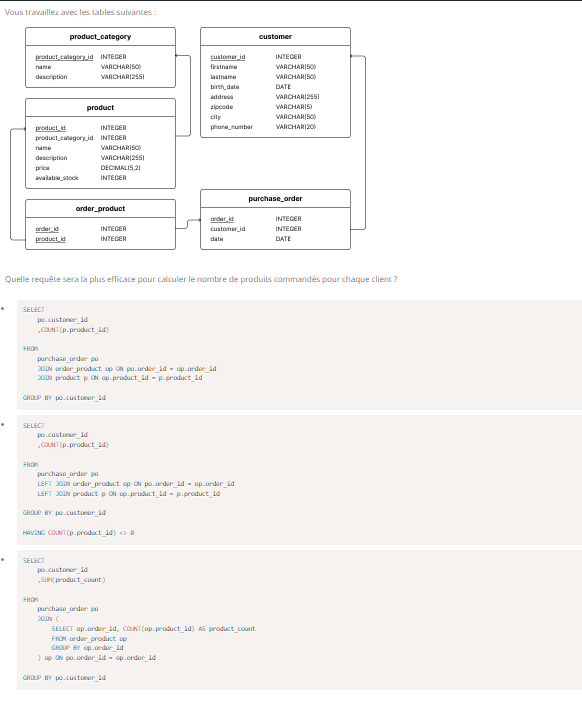 Vous travaillez avec les tables suivantes :
product_category
product_category_id INTEGER
name VARCHAR(50)
description VARCHAR(255)
customer
customer_id INTEGER
firstname VARCHAR(50)
lastname VARCHAR(50)
birth_date DATE
address VARCHAR(255)
zipcode VARCHAR(5)
city VARCHAR(50)
phone_number VARCHAR(20)
product
product_id INTEGER
product_category_id INTEGER
name VARCHAR(50)
description VARCHAR(255)
price DECIMAL(5,2)
available_stock INTEGER
order_product
order_id INTEGER
product_id INTEGER
purchase_order
order_id INTEGER
customer_id INTEGER
date DATE
Quelle requête sera la plus efficace pour calculer le nombre de produits commandés pour chaque client ?
SELECT
po.customer_id
,COUNT(p.product_id)
FROM
purchase_order po
JOIN order_product op ON po.order_id = op.order_id
JOIN product p ON op.product_id = p.product_id
GROUP BY po.customer_id
SELECT
po.customer_id
,COUNT(p.product_id)
FROM
purchase_order po
LEFT JOIN order_product op ON po.order_id = op.order_id
LEFT JOIN product p ON op.product_id = p.product_id
GROUP BY po.customer_id
HAVING COUNT(p.product_id) <> 0
SELECT
po.customer_id
,SUM(product_count)
FROM
purchase_order po
JOIN (
SELECT op.order_id, COUNT(op.product_id) AS product_count
FROM order_product op
GROUP BY op.order_id
) op ON po.order_id = op.order_id
GROUP BY po.customer_id